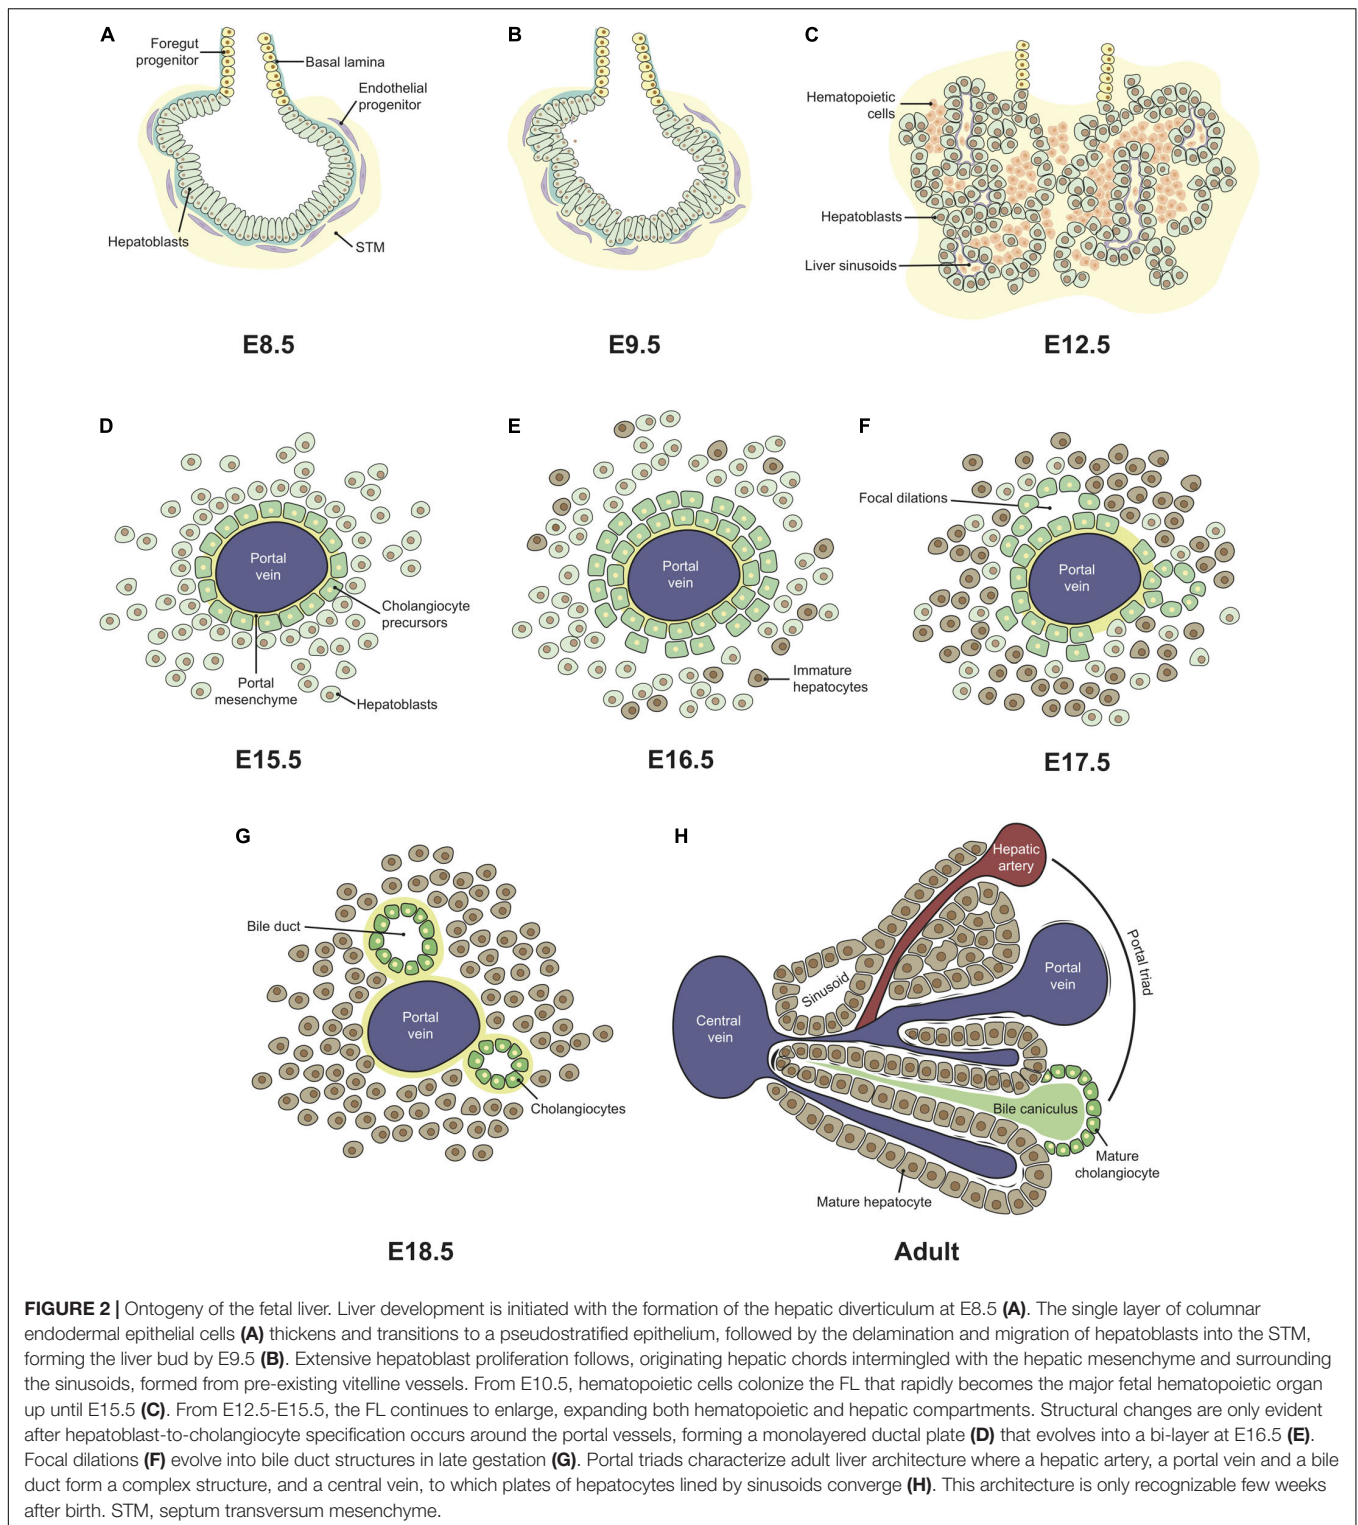 A
Foregut
progenitor
Basal lamina
Endothelial
progenitor
Hepatoblasts
STM
E8.5
B
E9.5
C
Hematopoietic
cells
Hepatoblasts
Liver sinusoids
E12.5
D
Portal
vein
Cholangiocyte
precursors
Portal
mesenchyme
Hepatoblasts
E15.5
E
Portal
vein
Immature
hepatocytes
E16.5
F
Focal dilations
Portal
vein
E17.5
G
Bile duct
Portal
vein
Cholangiocytes
E18.5
H
Hepatic
artery
Portal triad
Sinusoid
Portal
vein
Central
vein
Bile caniculus
Mature
cholangiocyte
Mature hepatocyte
Adult
FIGURE 2 | Ontogeny of the fetal liver. Liver development is initiated with the formation of the hepatic diverticulum at E8.5 (A). The single layer of columnar
endodermal epithelial cells (A) thickens and transitions to a pseudostratified epithelium, followed by the delamination and migration of hepatoblasts into the STM,
forming the liver bud by E9.5 (B). Extensive hepatoblast proliferation follows, originating hepatic chords intermingled with the hepatic mesenchyme and surrounding
the sinusoids, formed from pre-existing vitelline vessels. From E10.5, hematopoietic cells colonize the FL that rapidly becomes the major fetal hematopoietic organ
up until E15.5 (C). From E12.5-E15.5, the FL continues to enlarge, expanding both hematopoietic and hepatic compartments. Structural changes are only evident
after hepatoblast-to-cholangiocyte specification occurs around the portal vessels, forming a monolayered ductal plate (D) that evolves into a bi-layer at E16.5 (E).
Focal dilations (F) evolve into bile duct structures in late gestation (G). Portal triads characterize adult liver architecture where a hepatic artery, a portal vein and a bile
duct form a complex structure, and a central vein, to which plates of hepatocytes lined by sinusoids converge (H). This architecture is only recognizable few weeks
after birth. STM, septum transversum mesenchyme.